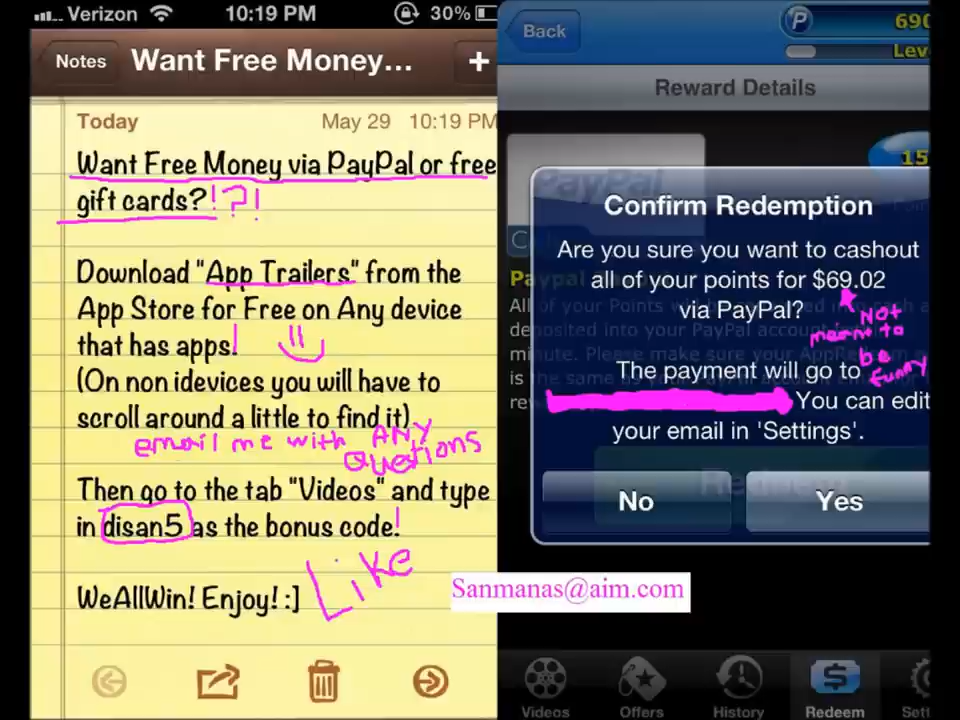 Verizon 10:19 PM 30%
Notes Want Free Money... +
Today May 29 10:19 PM
Want Free Money via PayPal or free
gift cards?!?!
Download "App Trailers" from the
App Store for Free on Any device
that has apps!
(On non idevices you will have to
scroll around a little to find it)
email me with ANY
quetions
Then go to the tab "Videos" and type
in disan5 as the bonus code!
WeAllWin! Enjoy! :]
Like
Back P 690
Leve
Reward Details
15
PayPal
Confirm Redemption
Are you sure you want to cashout
all of your points for $69.02
via PayPal?
NOT
meant to
be
funny
The payment will go to
You can edit
your email in 'Settings'.
No Yes
Sanmanas@aim.com
Videos Offers History Redeem Sett